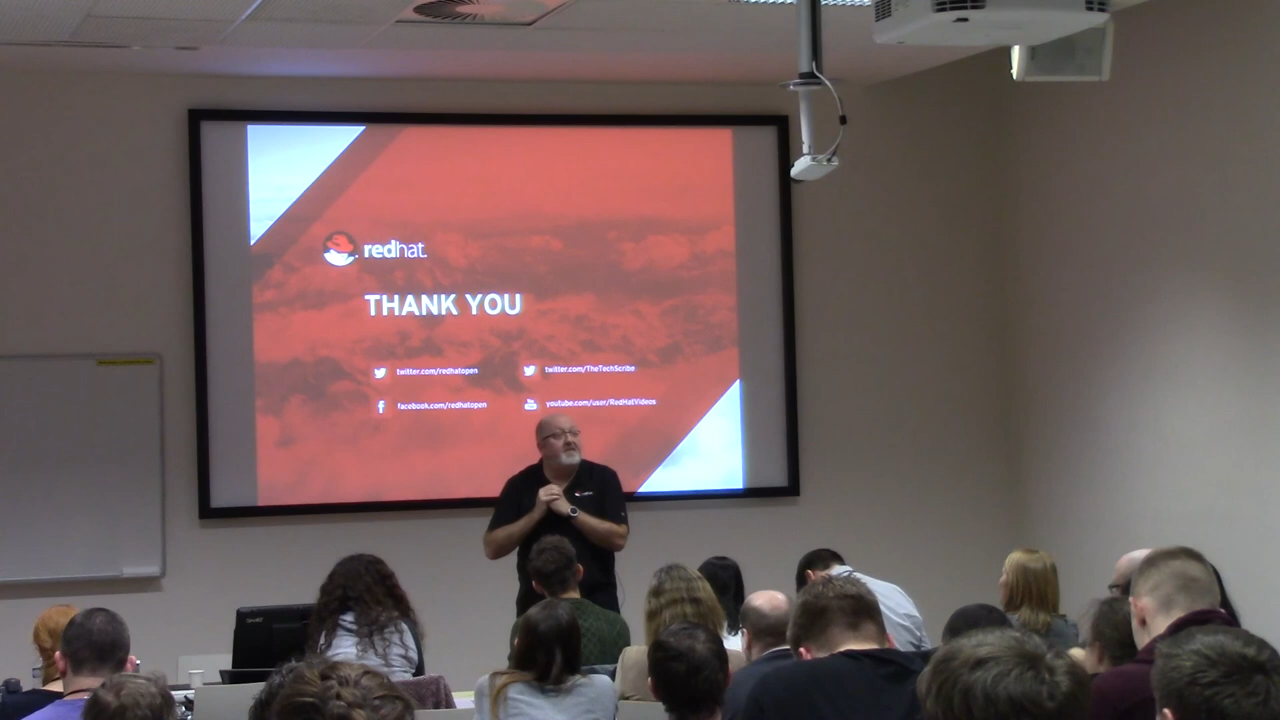 redhat.
THANK YOU
twitter.com/redhatopen
twitter.com/TheTechScribe
facebook.com/redhatopen
youtube.com/user/RedHatVideos